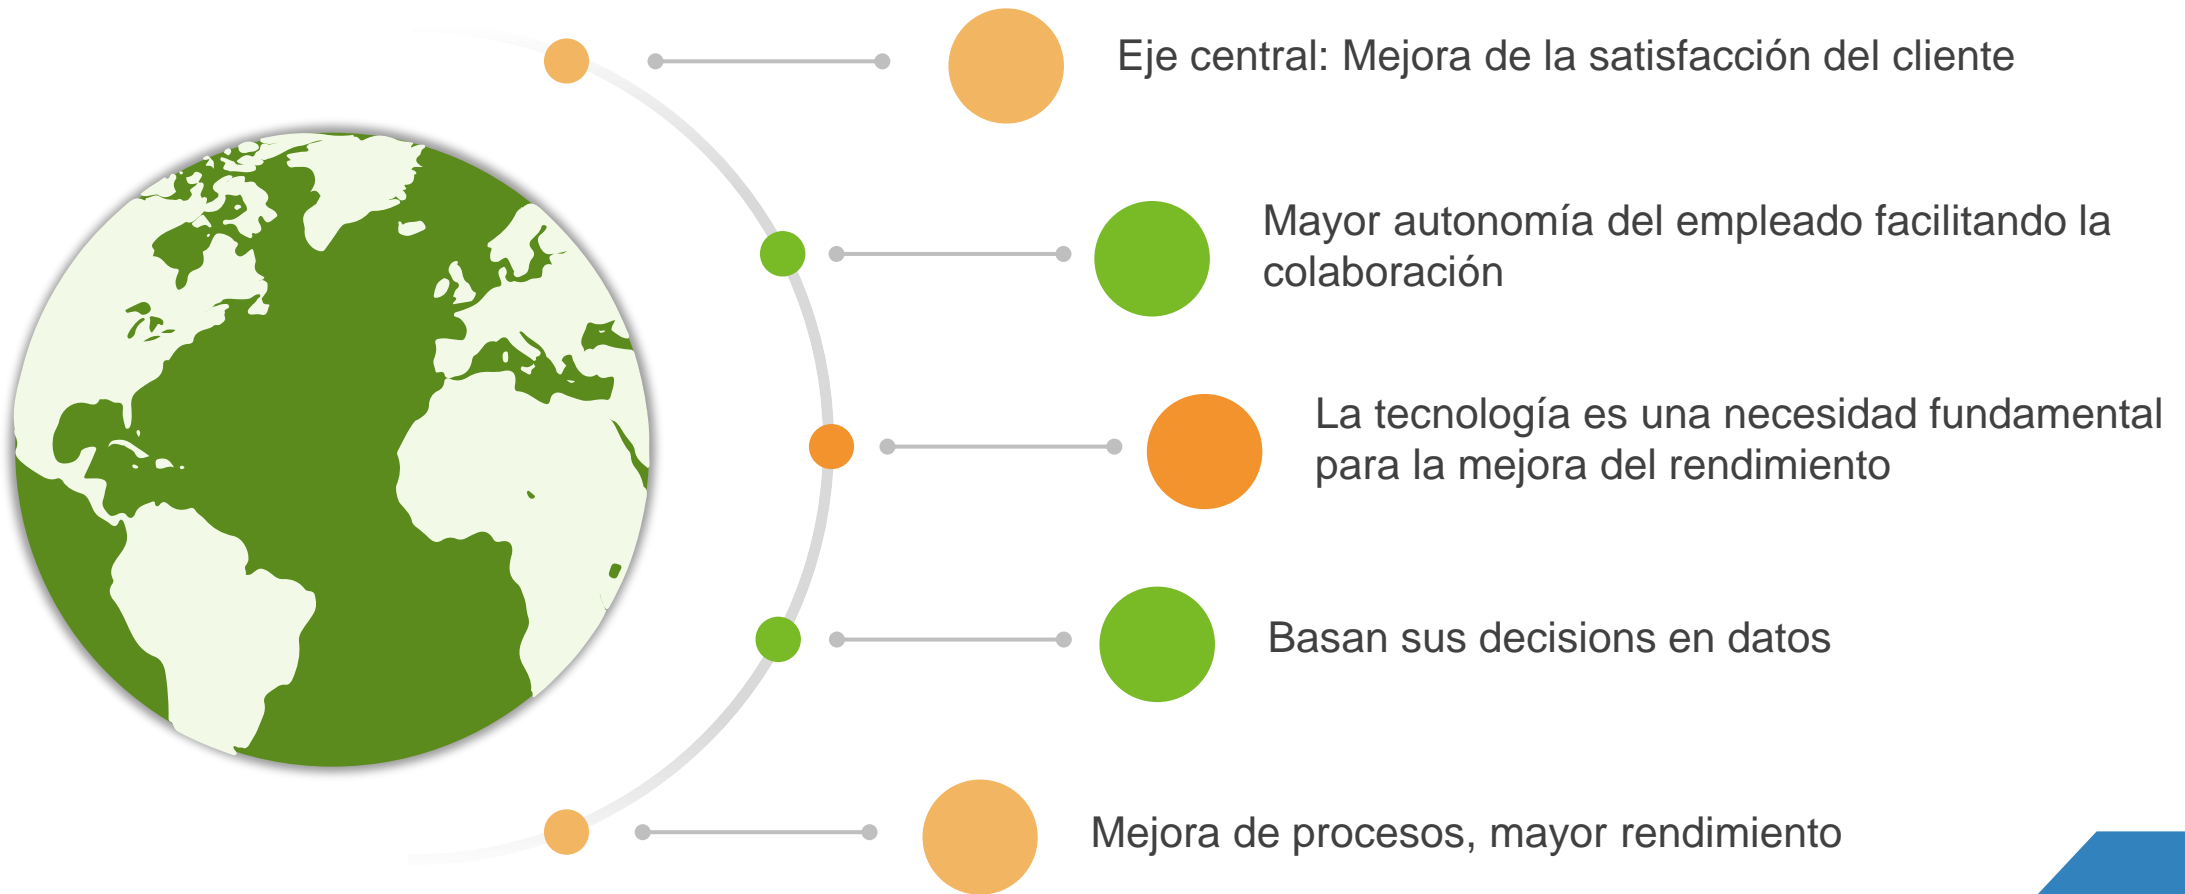 Eje central: Mejora de la satisfacción del cliente
Mayor autonomía del empleado facilitando la
colaboración
La tecnología es una necesidad fundamental
para la mejora del rendimiento
Basan sus decisions en datos
Mejora de procesos, mayor rendimiento